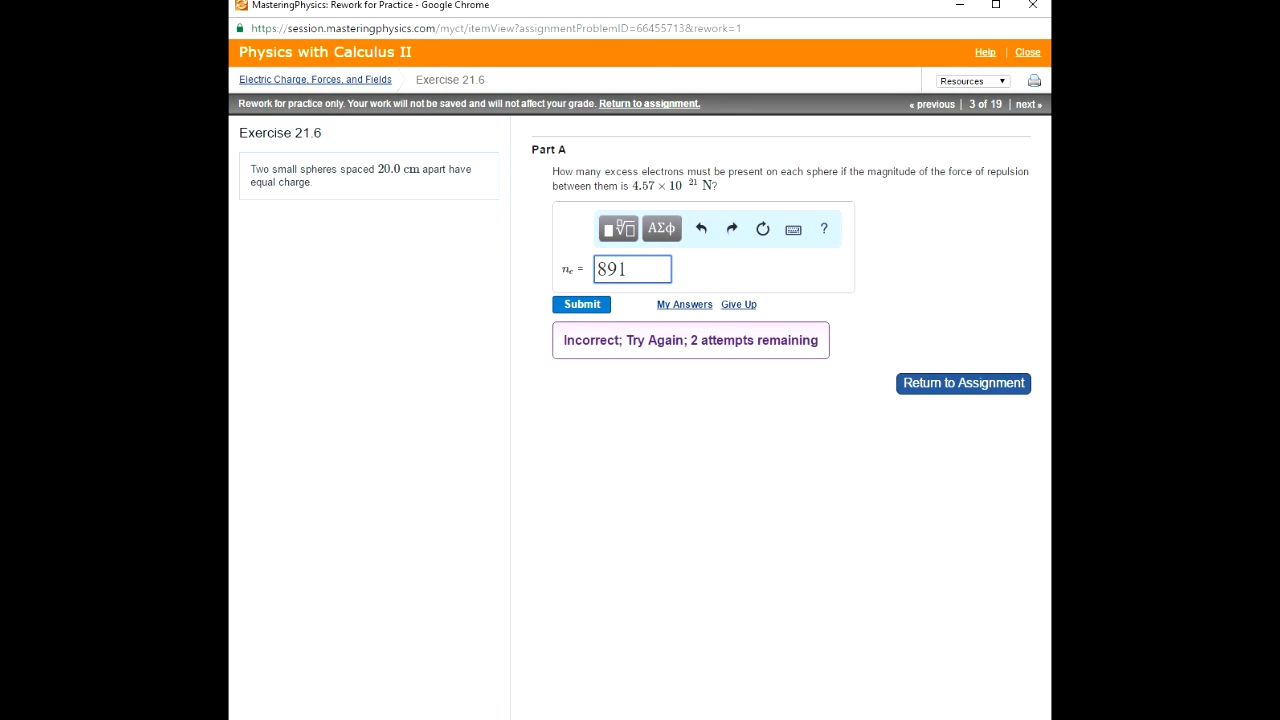 MasteringPhysics: Rework for Practice - Google Chrome
https://session.masteringphysics.com/myct/itemView?assignmentProblemID=66455713&rework=1
Physics with Calculus II
Help | Close
Electric Charge, Forces, and Fields
Exercise 21.6
Resources
Rework for practice only. Your work will not be saved and will not affect your grade. Return to assignment.
« previous | 3 of 19 | next »
Exercise 21.6
Two small spheres spaced 20.0 cm apart have
equal charge.
Part A
How many excess electrons must be present on each sphere if the magnitude of the force of repulsion
between them is 4.57 × 10 21 N?
ΑΣϕ
?
ne =
891
Submit
My Answers
Give Up
Incorrect; Try Again; 2 attempts remaining
Return to Assignment